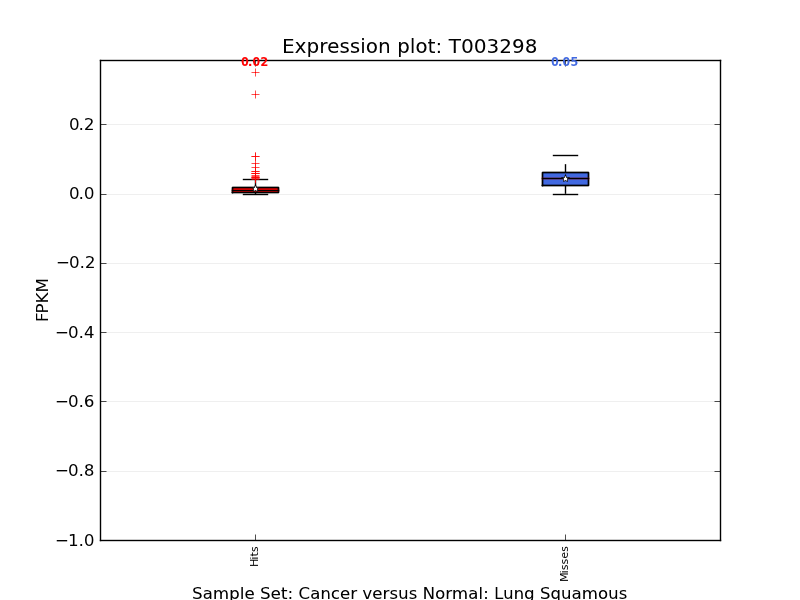 Expression plot: T003298
0.02
0.05
0.2
0.0
−0.2
−0.4
−0.6
−0.8
−1.0
FPKM
Hits
Misses
Sample Set: Cancer versus Normal: Lung Squamous